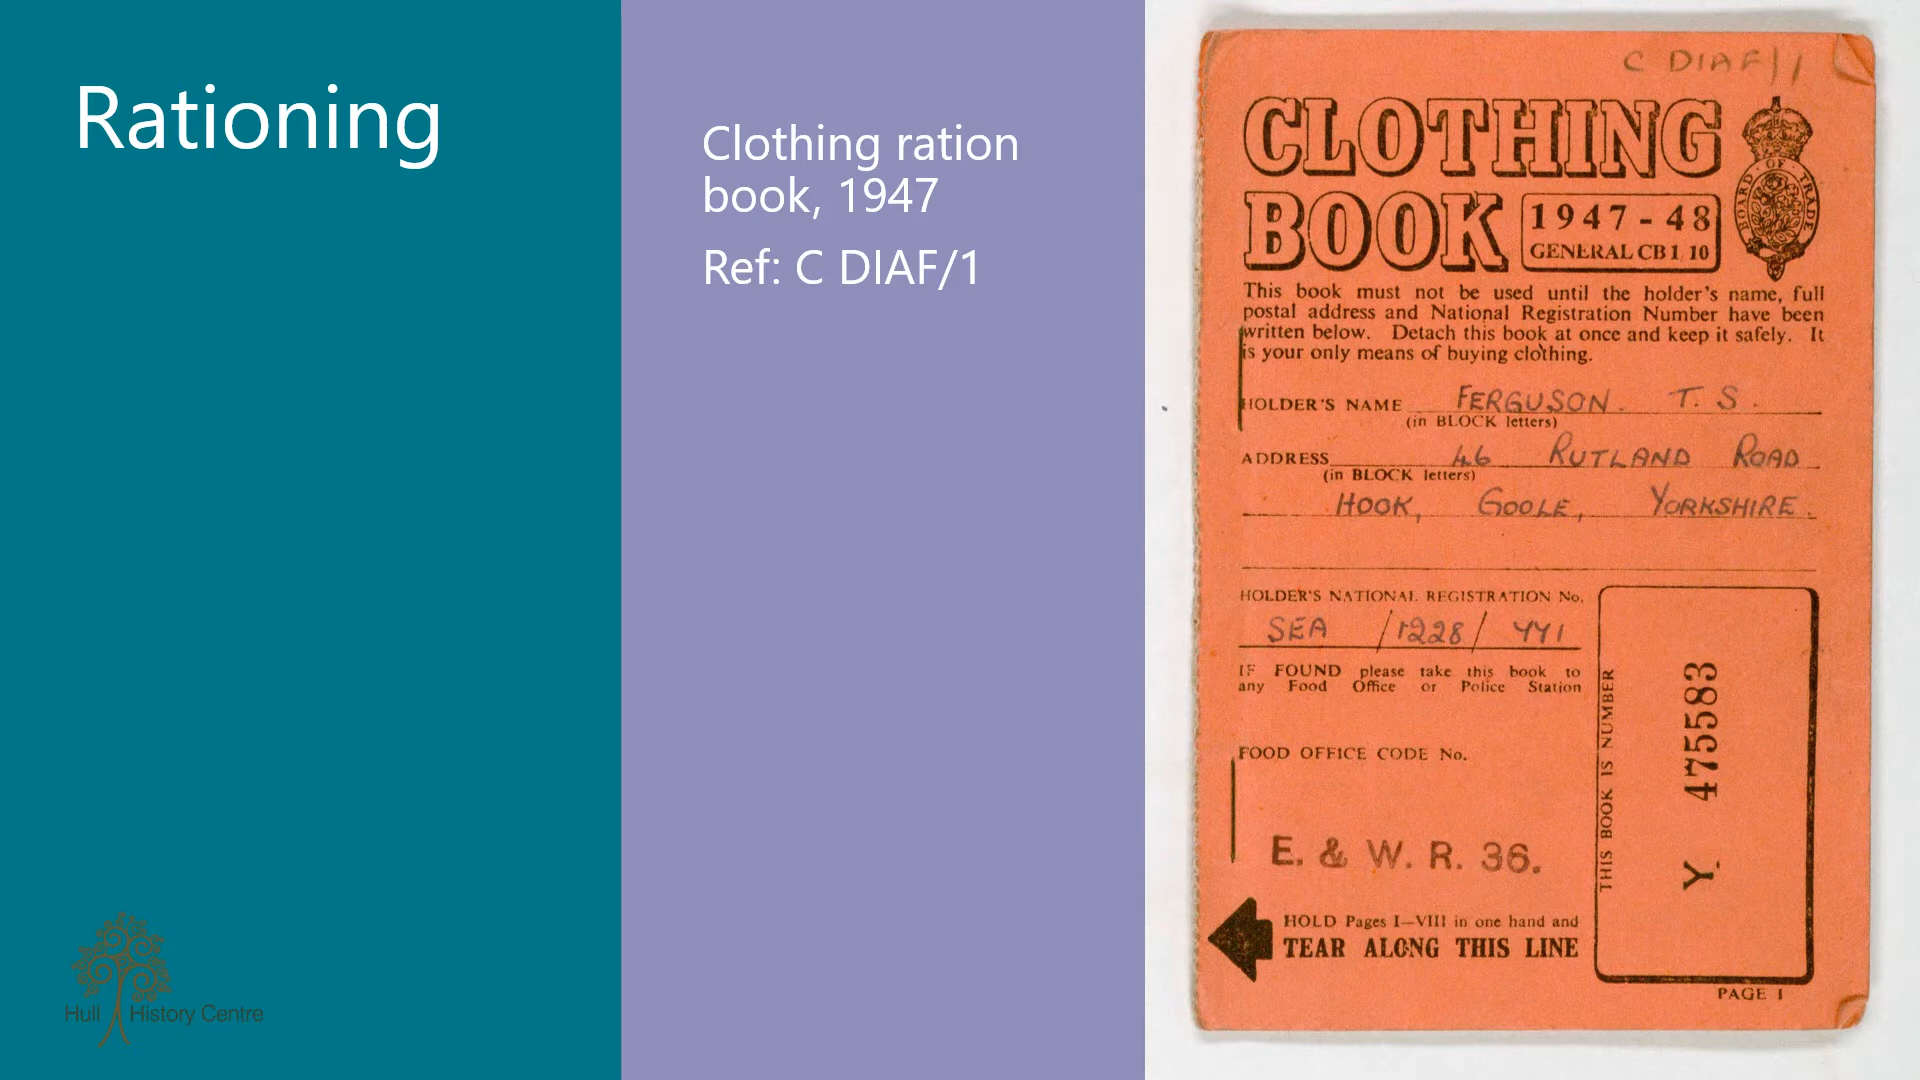 Rationing
Clothing ration
book, 1947
Ref: C DIAF/1
C DIAF/1
CLOTHING
BOOK
1947-48
GENERAL CB1/10
BOARD OF TRADE
This book must not be used until the holder's name, full
postal address and National Registration Number have been
written below. Detach this book at once and keep it safely. It
is your only means of buying clothing.
HOLDER'S NAME FERGUSON. T. S.
(in BLOCK letters)
ADDRESS 46 RUTLAND ROAD
(in BLOCK letters)
HOOK, GOOLE, YORKSHIRE.
HOLDER'S NATIONAL REGISTRATION No.
SEA /1228/ 441
IF FOUND please take this book to
any Food Office or Police Station
FOOD OFFICE CODE No.
E. & W. R. 36.
HOLD Pages I—VIII in one hand and
TEAR ALONG THIS LINE
THIS BOOK IS NUMBER
Y 475583
PAGE I
Hull History Centre